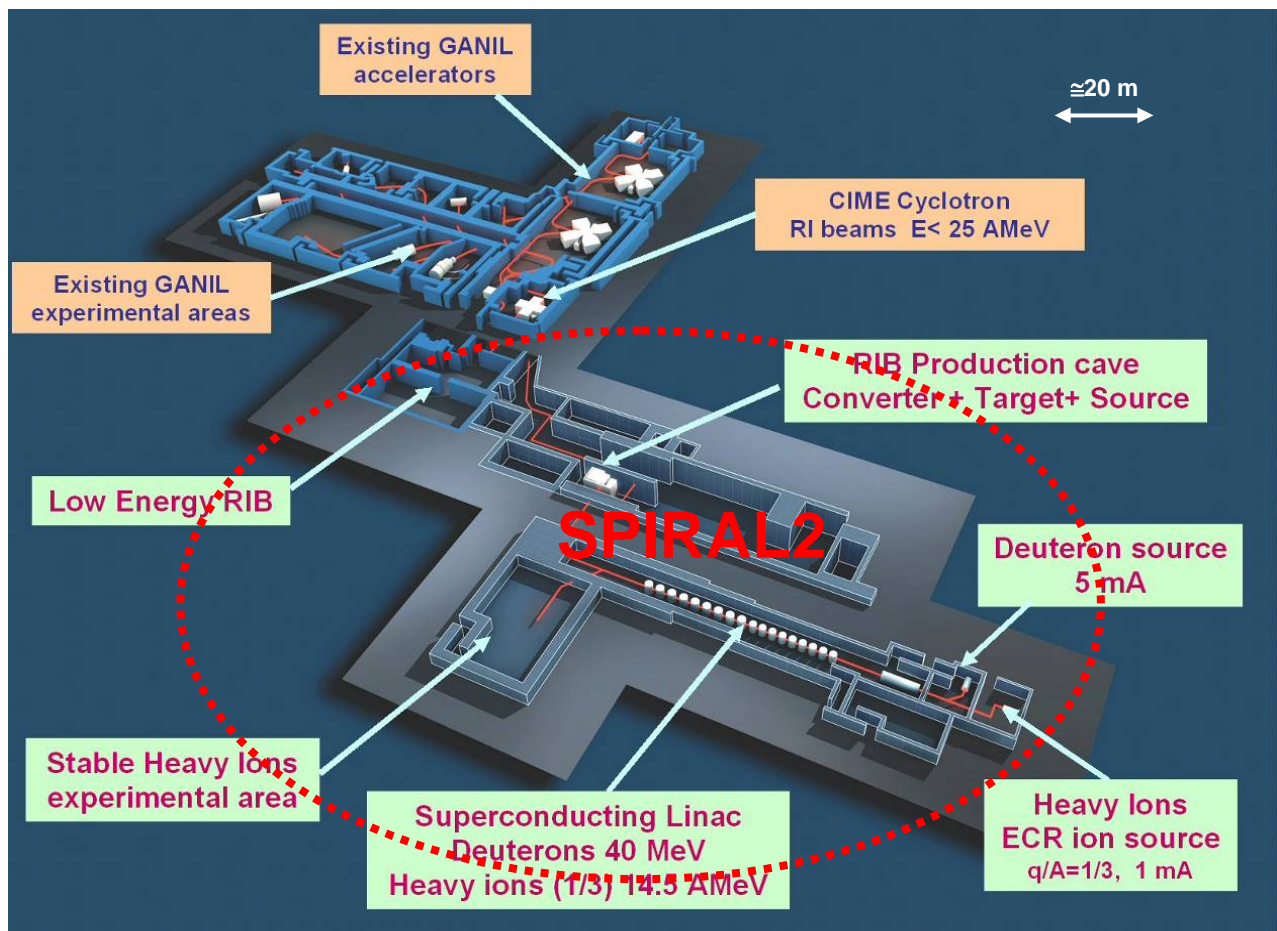 Existing GANIL
accelerators
≅20 m
CIME Cyclotron
RI beams E< 25 AMeV
Existing GANIL
experimental areas
RIB Production cave
Converter + Target+ Source
Low Energy RIB
SPIRAL2
Deuteron source
5 mA
Stable Heavy Ions
experimental area
Superconducting Linac
Deuterons 40 MeV
Heavy ions (1/3) 14.5 AMeV
Heavy Ions
ECR ion source
q/A=1/3, 1 mA